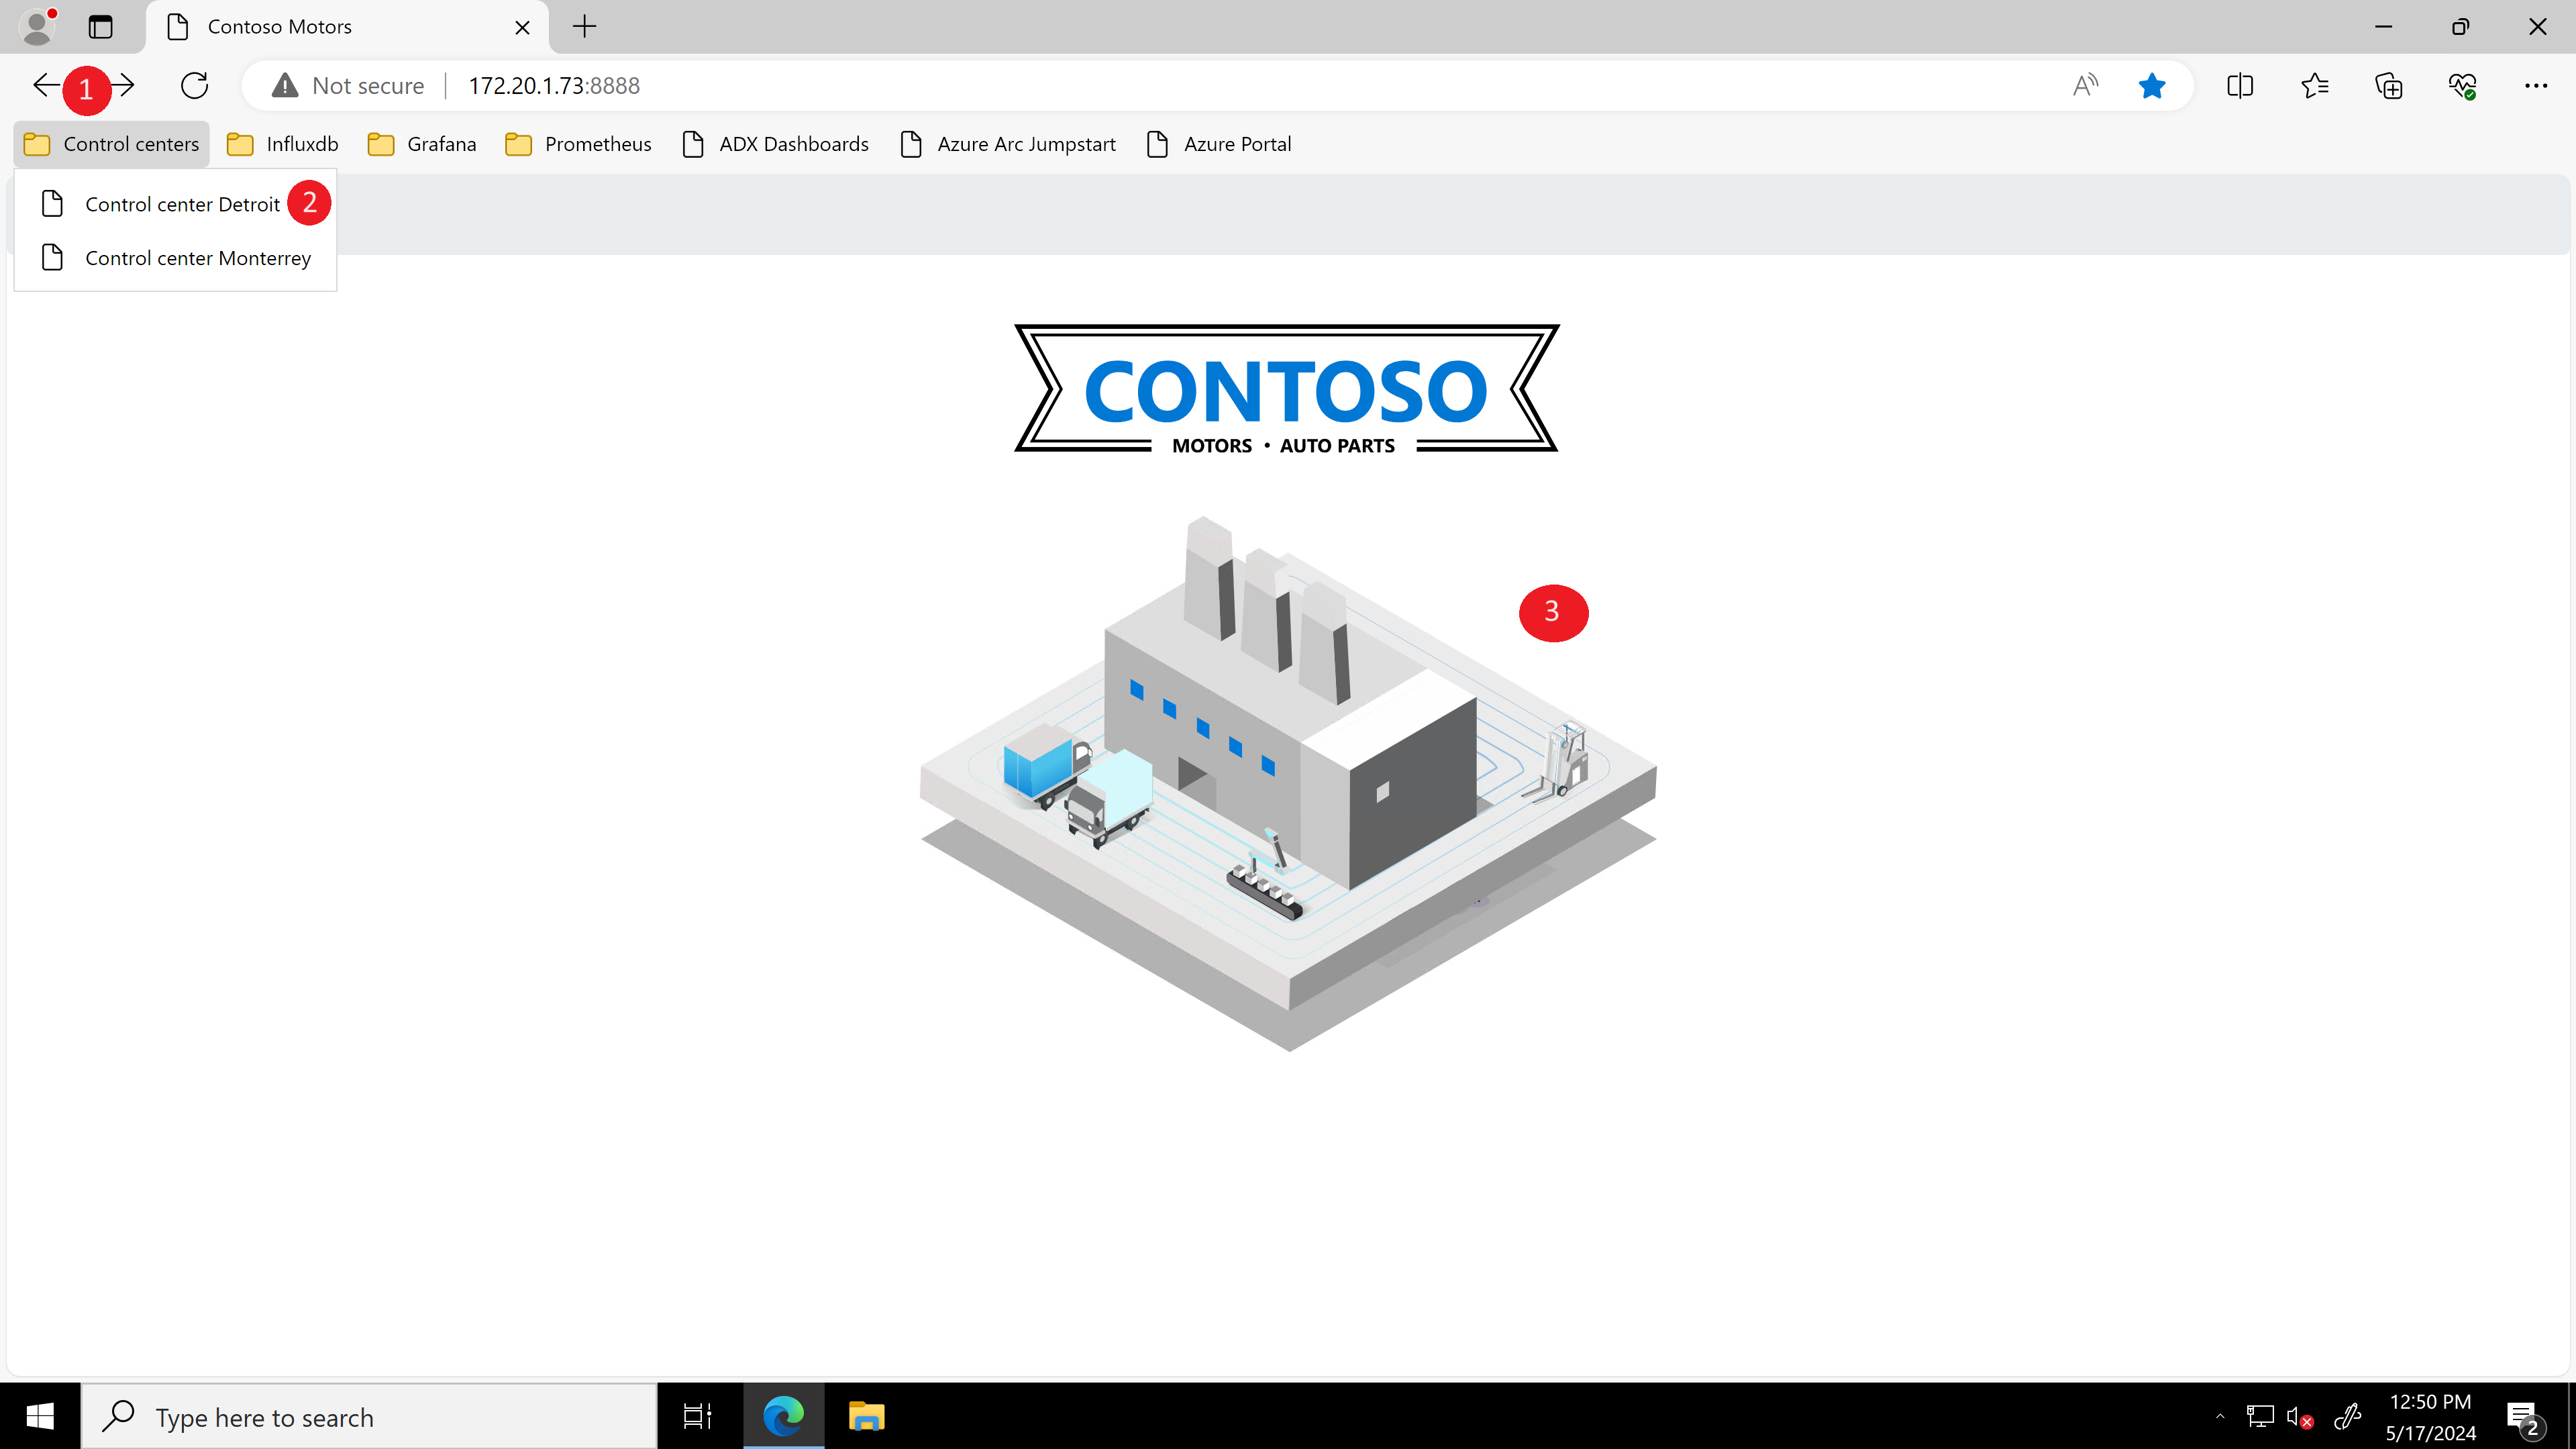 Contoso Motors
1
Not secure
172.20.1.73:8888
Control centers
Influxdb
Grafana
Prometheus
ADX Dashboards
Azure Arc Jumpstart
Azure Portal
Control center Detroit
2
Control center Monterrey
CONTOSO
MOTORS • AUTO PARTS
3
Type here to search
12:50 PM
5/17/2024
2